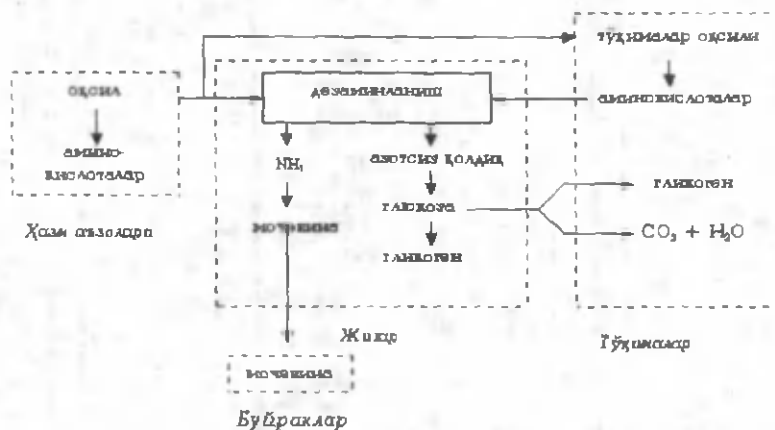 тўқималар оқсили
оқсил
дезаминланиш
аминокислоталар
амино-
кислоталар
NH₃
азотсиз қолдиқ
гликоген
глюкоза
мочевина
CO₂ + H₂O
Ҳазм аъзолари
гликоген
Жигар
Тўқималар
мочевина
Буйраклар